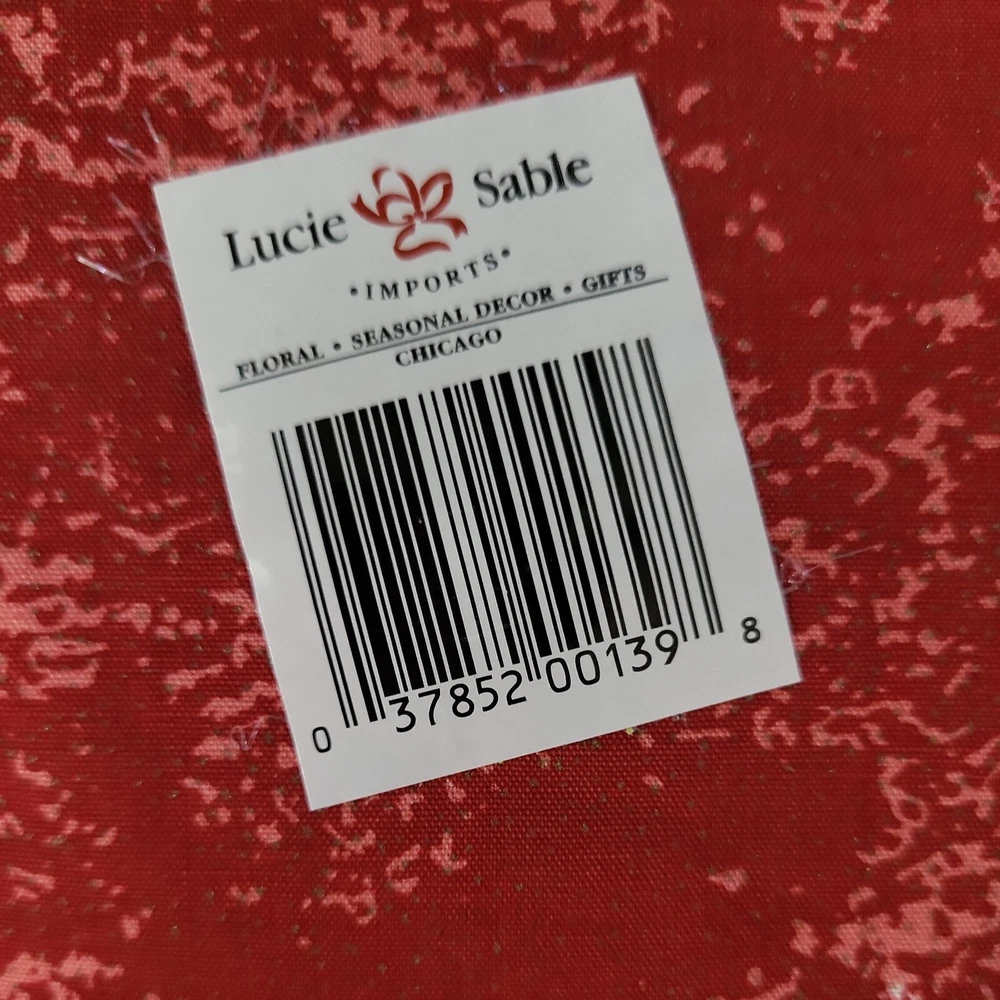 Lucie Sable
•IMPORTS•
FLORAL • SEASONAL DECOR • GIFTS
CHICAGO
0 37852 00139 8